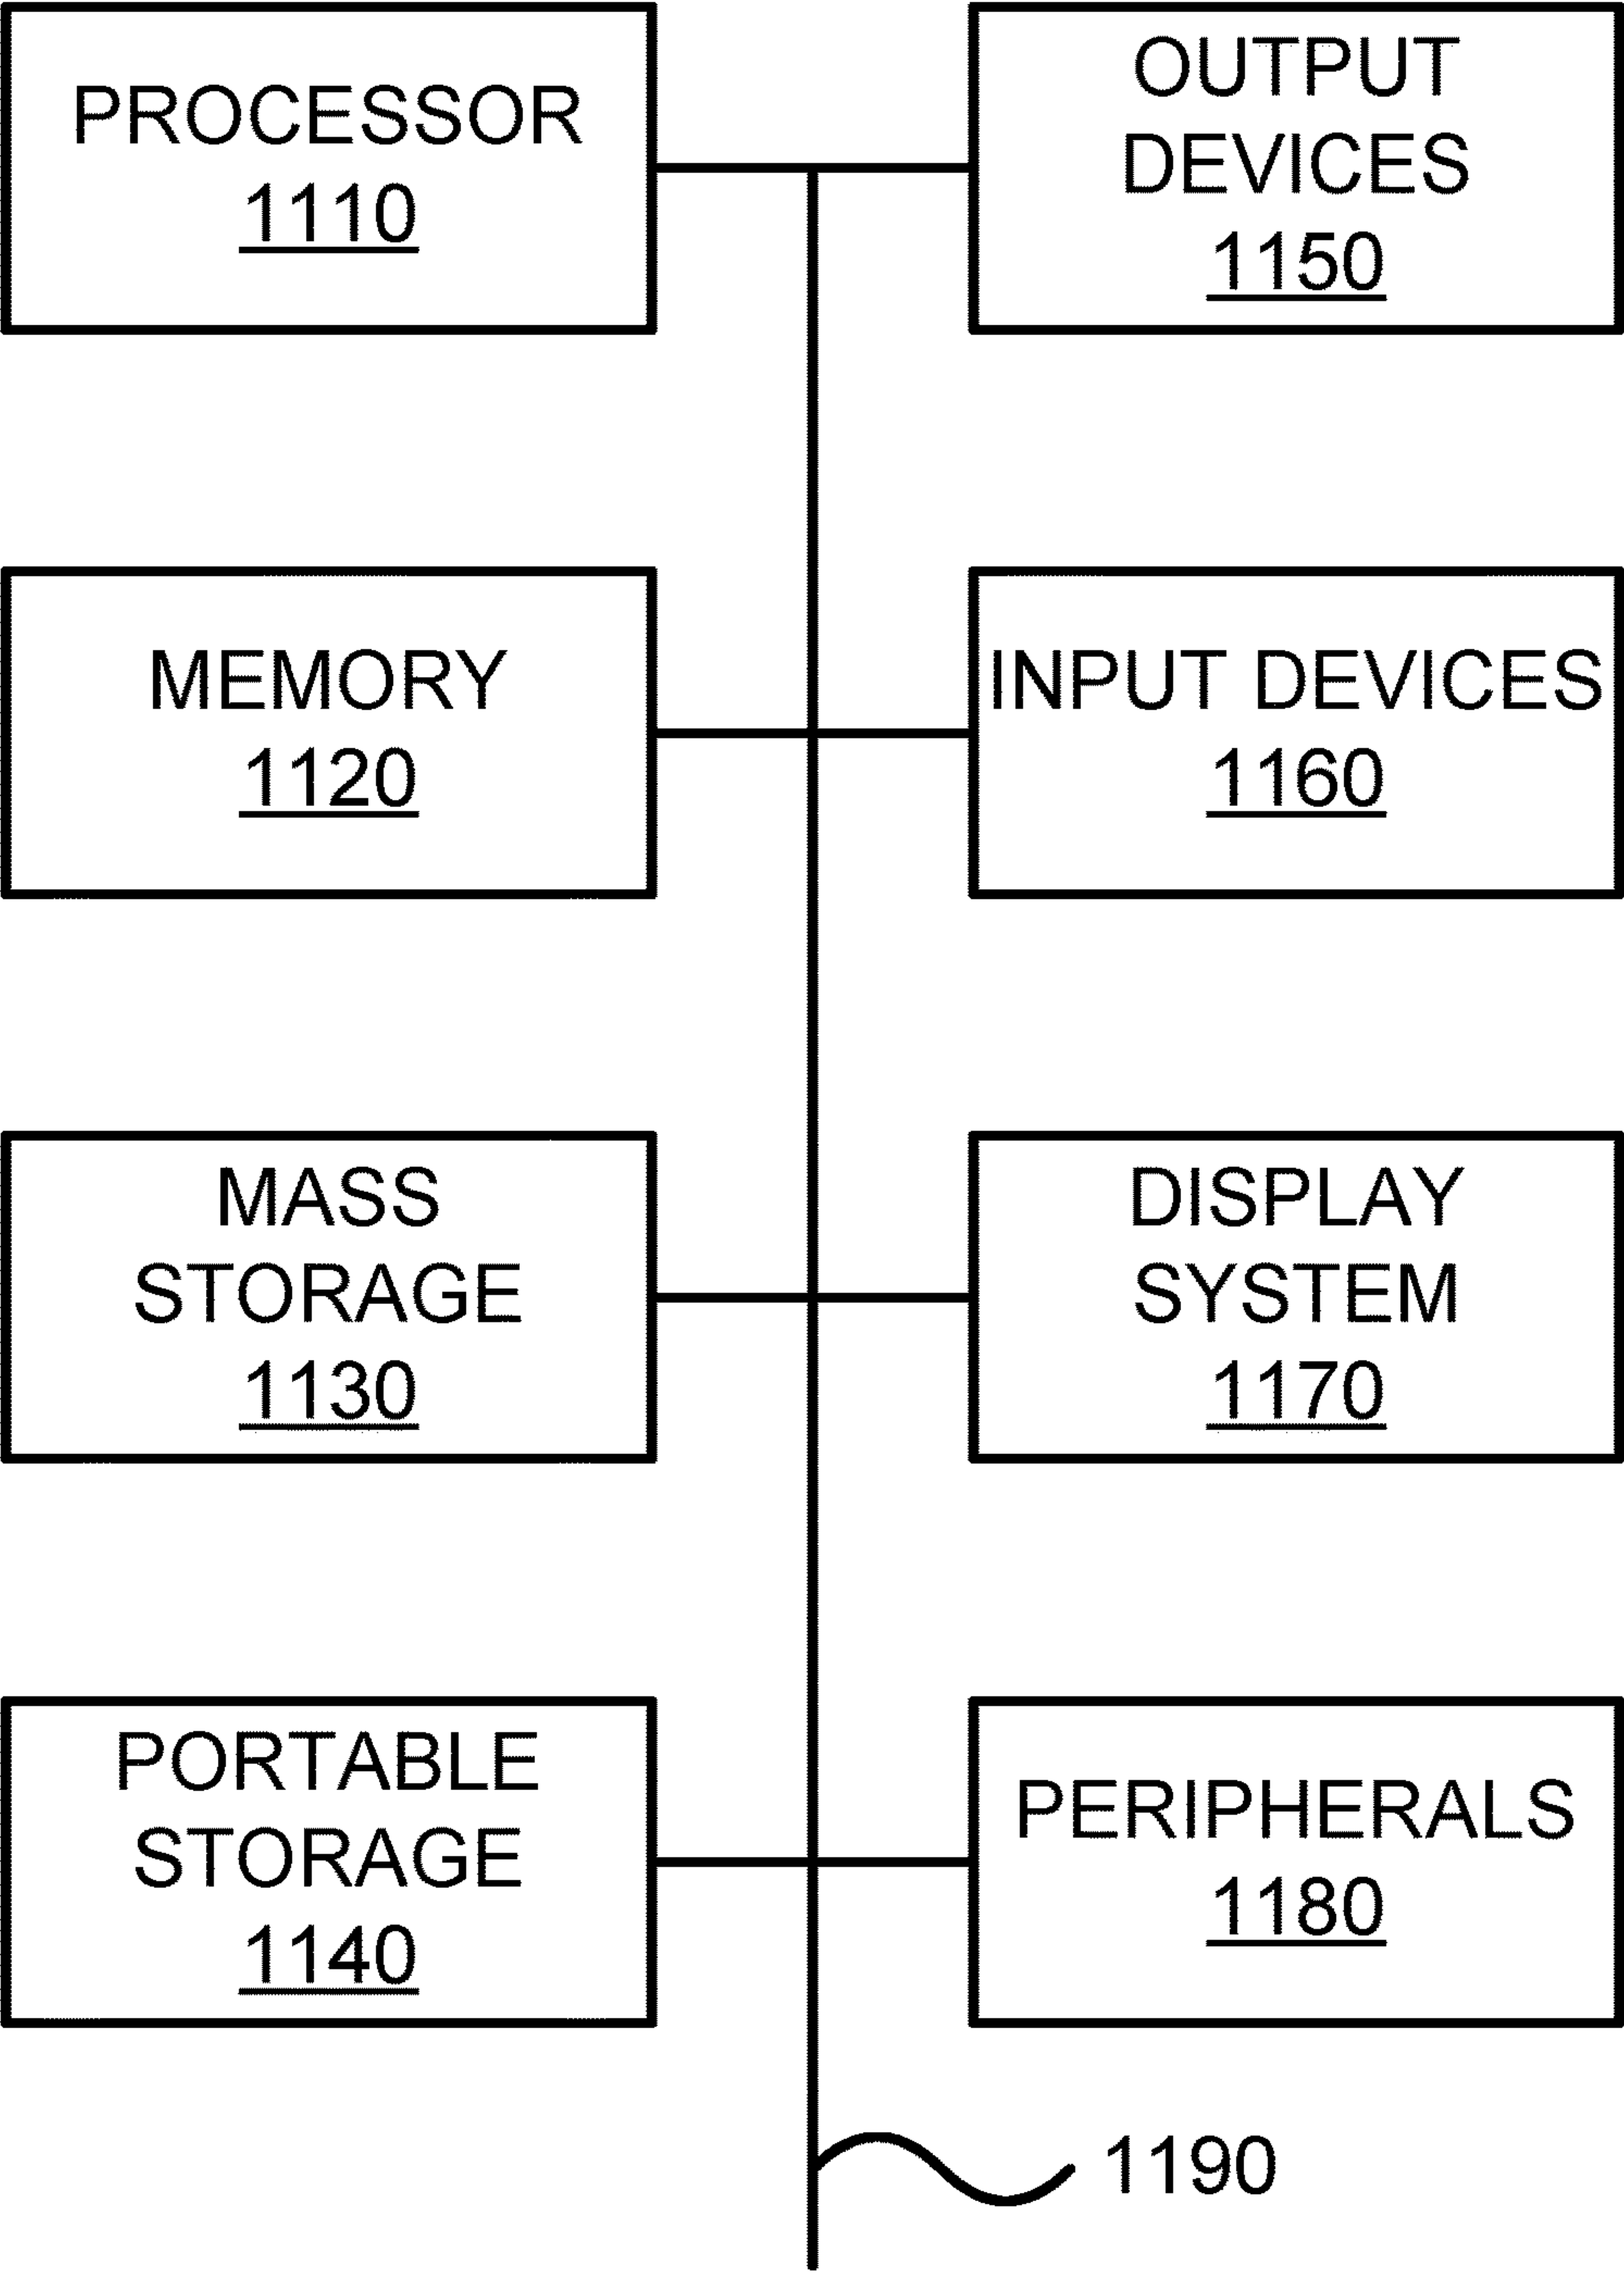 PROCESSOR
1110
OUTPUT
DEVICES
1150
MEMORY
1120
INPUT DEVICES
1160
MASS
STORAGE
1130
DISPLAY
SYSTEM
1170
PORTABLE
STORAGE
1140
PERIPHERALS
1180
1190